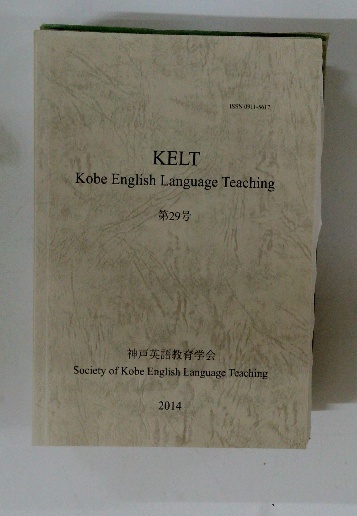 KELT
Kobe English Language Teaching
第29号
神戸英語教育学会
Society of Kobe English Language Teaching
2014